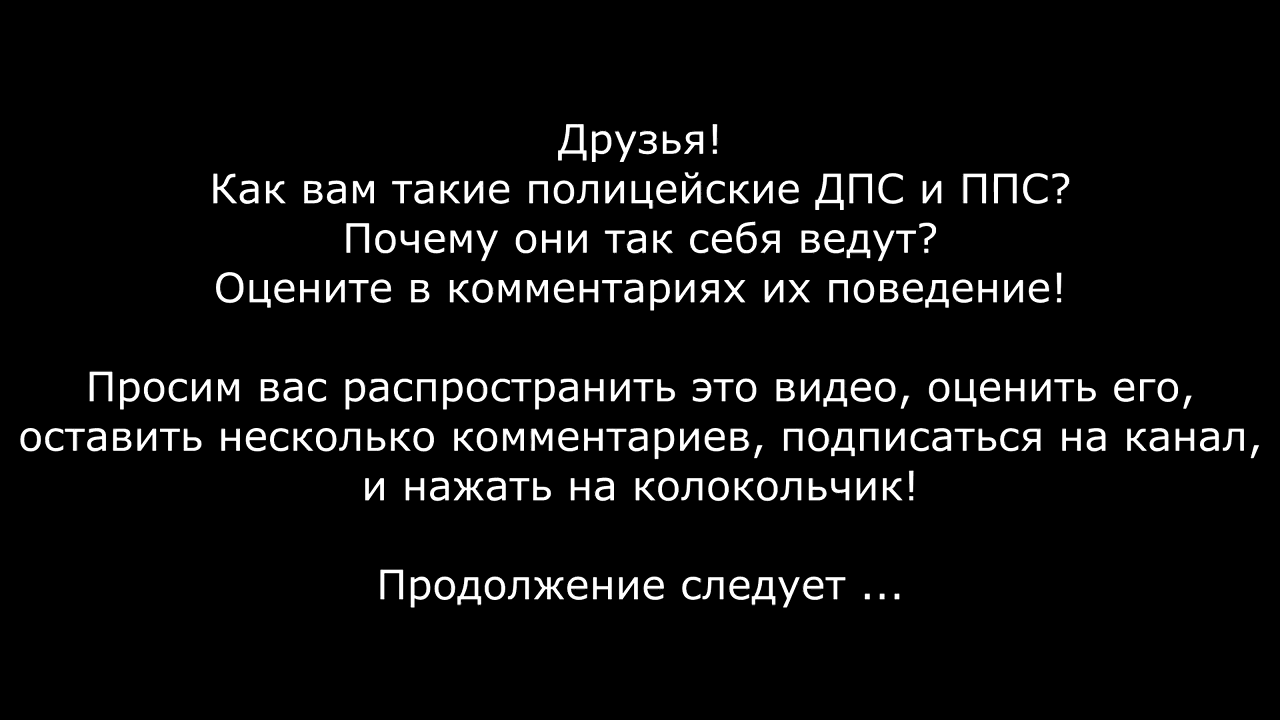 Друзья!
Как вам такие полицейские ДПС и ППС?
Почему они так себя ведут?
Оцените в комментариях их поведение!
Просим вас распространить это видео, оценить его,
оставить несколько комментариев, подписаться на канал,
и нажать на колокольчик!
Продолжение следует ...